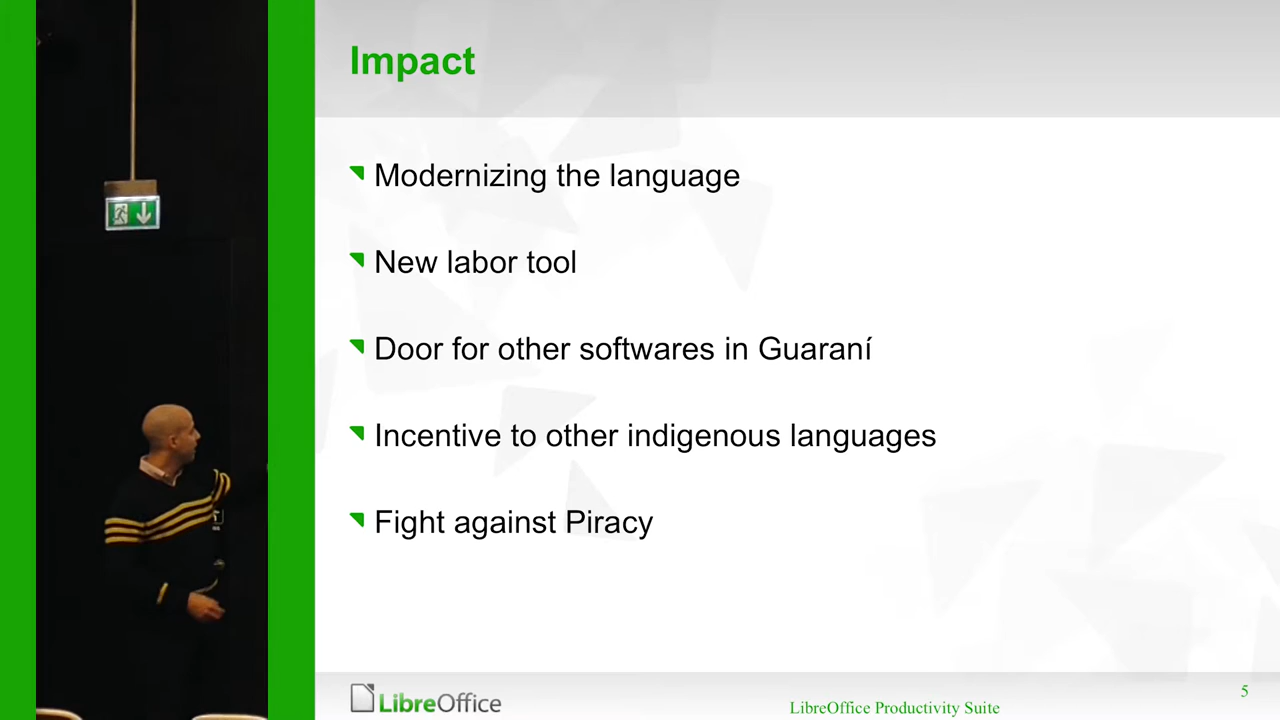 Impact
Modernizing the language
New labor tool
Door for other softwares in Guaraní
Incentive to other indigenous languages
Fight against Piracy
LibreOffice
LibreOffice Productivity Suite
5